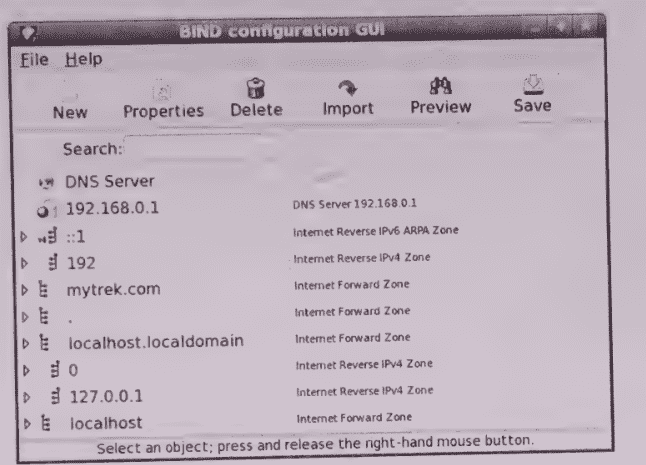 BIND configuration GUI
File Help
New Properties Delete Import Preview Save
Search:
DNS Server
192.168.0.1 DNS Server 192.168.0.1
::1 Internet Reverse IPv6 ARPA Zone
192 Internet Reverse IPv4 Zone
mytrek.com Internet Forward Zone
. Internet Forward Zone
localhost.localdomain Internet Forward Zone
0 Internet Reverse IPv4 Zone
127.0.0.1 Internet Reverse IPv4 Zone
localhost Internet Forward Zone
Select an object; press and release the right-hand mouse button.